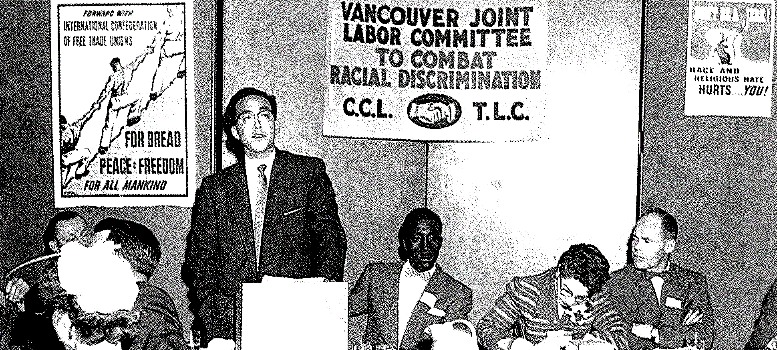 FORWARD WITH
INTERNATIONAL CONFEDERATION
OF FREE TRADE UNIONS
FOR BREAD
PEACE & FREEDOM
FOR ALL MANKIND
VANCOUVER JOINT
LABOR COMMITTEE
TO COMBAT
RACIAL DISCRIMINATION
C.C.L. T.L.C.
RACE AND
RELIGIOUS HATE
HURTS...YOU!